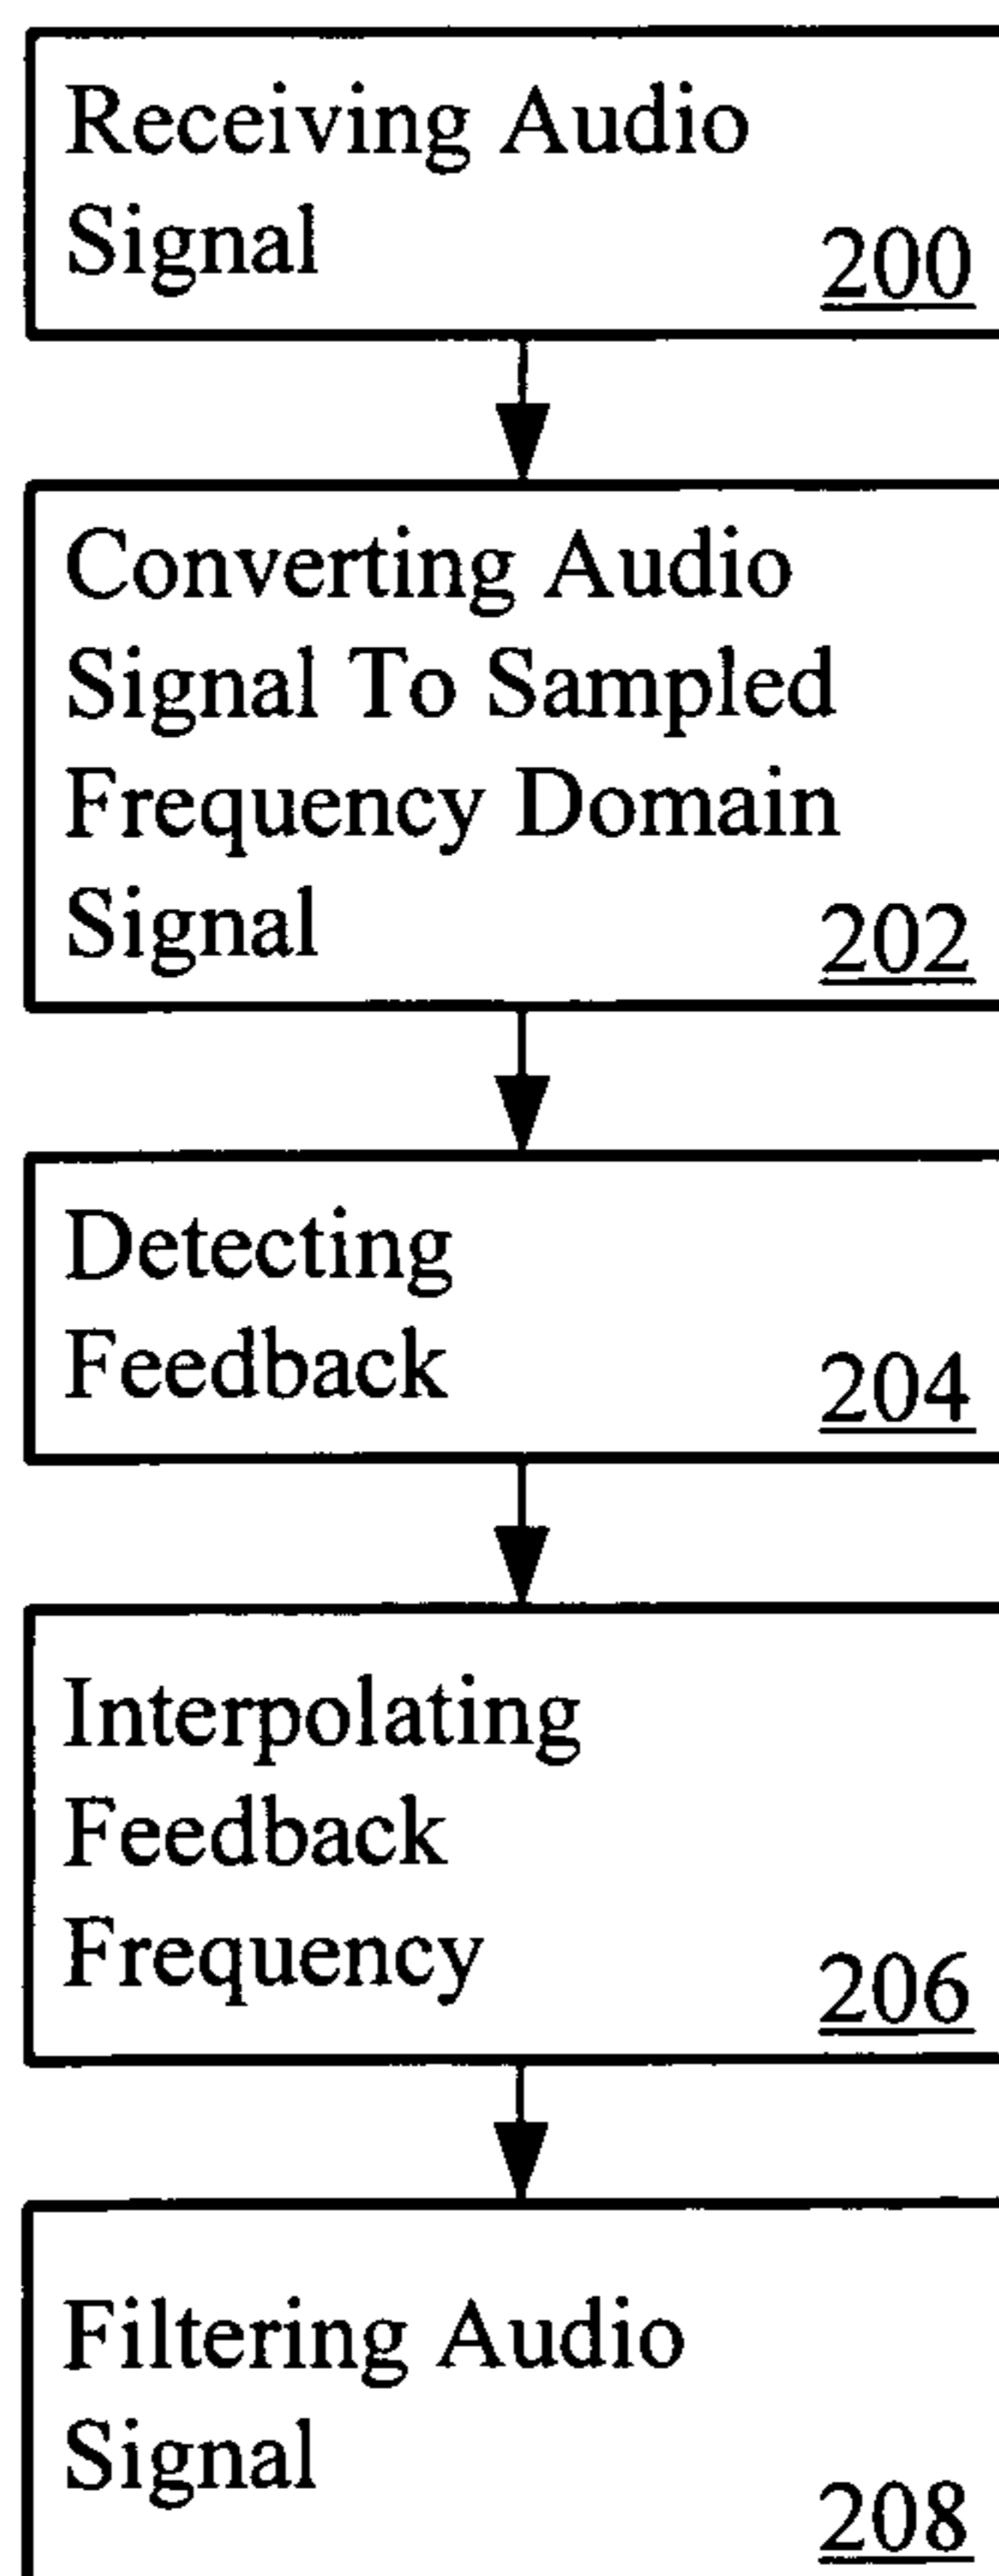 Receiving Audio
Signal
200
Converting Audio
Signal To Sampled
Frequency Domain
Signal
202
Detecting
Feedback
204
Interpolating
Feedback
Frequency
206
Filtering Audio
Signal
208